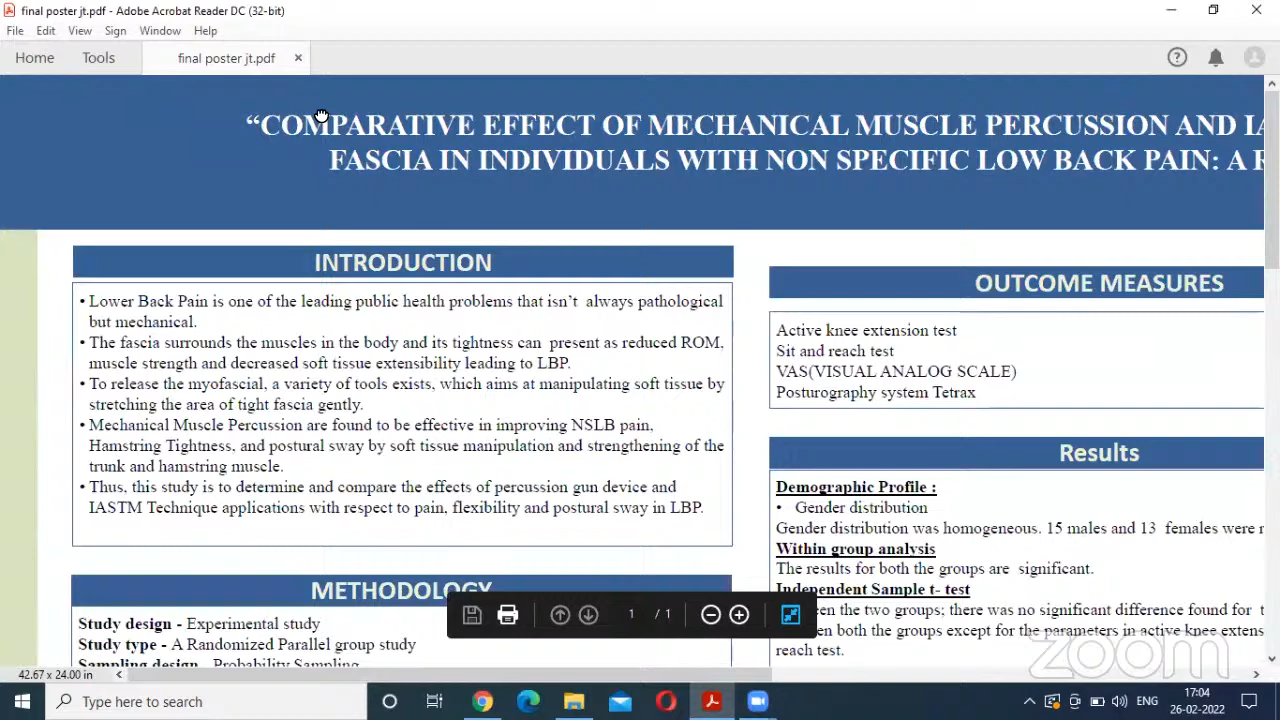 final poster jt.pdf - Adobe Acrobat Reader DC (32-bit)
File Edit View Sign Window Help
Home Tools final poster jt.pdf ×
“COMPARATIVE EFFECT OF MECHANICAL MUSCLE PERCUSSION AND IA
FASCIA IN INDIVIDUALS WITH NON SPECIFIC LOW BACK PAIN: A R
INTRODUCTION
• Lower Back Pain is one of the leading public health problems that isn’t always pathological
but mechanical.
• The fascia surrounds the muscles in the body and its tightness can present as reduced ROM,
muscle strength and decreased soft tissue extensibility leading to LBP.
• To release the myofascial, a variety of tools exists, which aims at manipulating soft tissue by
stretching the area of tight fascia gently.
• Mechanical Muscle Percussion are found to be effective in improving NSLB pain,
Hamstring Tightness, and postural sway by soft tissue manipulation and strengthening of the
trunk and hamstring muscle.
• Thus, this study is to determine and compare the effects of percussion gun device and
IASTM Technique applications with respect to pain, flexibility and postural sway in LBP.
METHODOLOGY
Study design - Experimental study
Study type - A Randomized Parallel group study
Sampling design - Probability Sampling
OUTCOME MEASURES
Active knee extension test
Sit and reach test
VAS(VISUAL ANALOG SCALE)
Posturography system Tetrax
Results
Demographic Profile :
• Gender distribution
Gender distribution was homogeneous. 15 males and 13 females were
Within group analysis
The results for both the groups are significant.
Independent Sample t- test
the two groups; there was no significant difference found for
both the groups except for the parameters in active knee extens
reach test.
1 / 1
zoom
42.67 x 24.00 in
Type here to search
ENG
17:04
26-02-2022